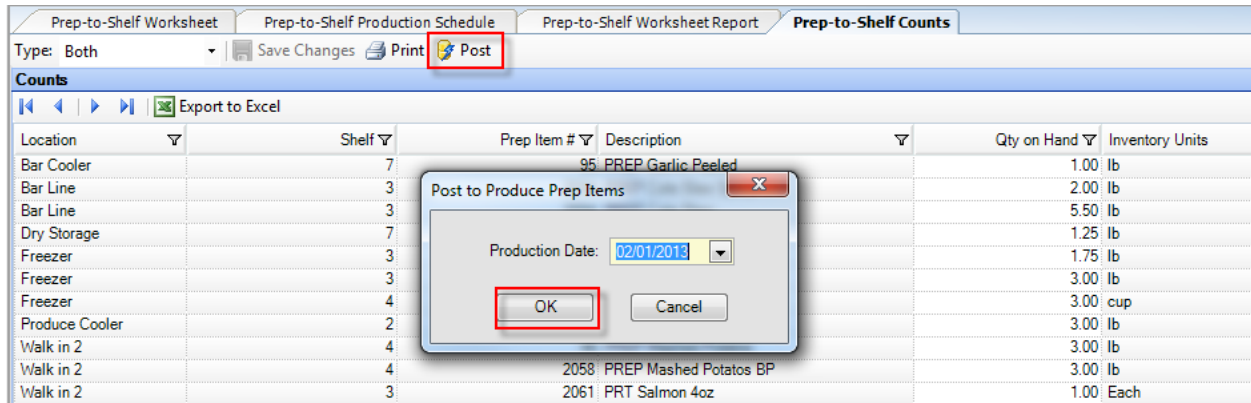 Prep-to-Shelf Worksheet Prep-to-Shelf Production Schedule Prep-to-Shelf Worksheet Report Prep-to-Shelf Counts
Type: Both Save Changes Print Post
Counts
Export to Excel
Location Shelf Prep Item # Description Qty on Hand Inventory Units
Bar Cooler 7 95 PREP Garlic Peeled 1.00 lb
Post to Produce Prep Items
Bar Line 3 2.00 lb
Bar Line 3 5.50 lb
Dry Storage 7 1.25 lb
Production Date: 02/01/2013
Freezer 3 1.75 lb
Freezer 3 3.00 lb
Freezer 4 3.00 cup
OK Cancel
Produce Cooler 2 3.00 lb
Walk in 2 4 3.00 lb
Walk in 2 4 2058 PREP Mashed Potatos BP 3.00 lb
Walk in 2 3 2061 PRT Salmon 4oz 1.00 Each